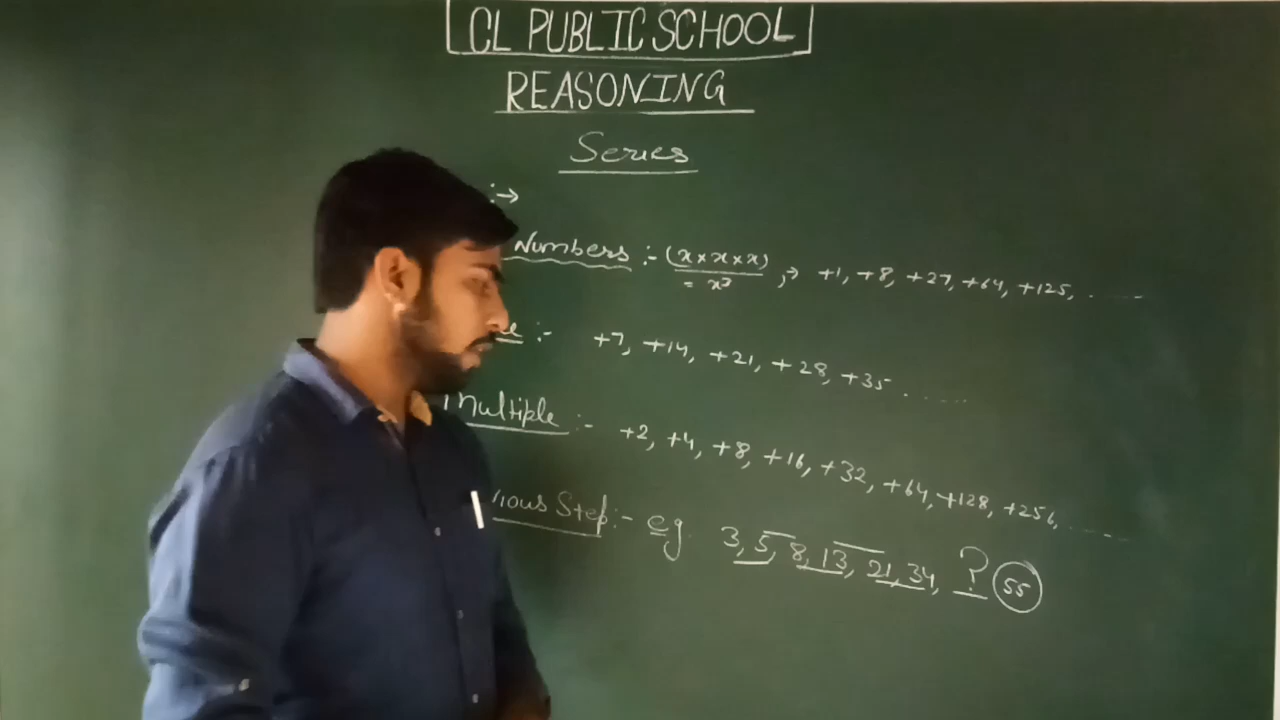 CL PUBLIC SCHOOL
REASONING
Series
:→
Numbers :- (x × x × x) = x³ , → +1, +8, +27, +64, +125, ......
:- +7, +14, +21, +28, +35 ......
Multiple :- +2, +4, +8, +16, +32, +64, +128, +256, ......
ious Step :- eg. 3, 5, 8, 13, 21, 34, ? 55